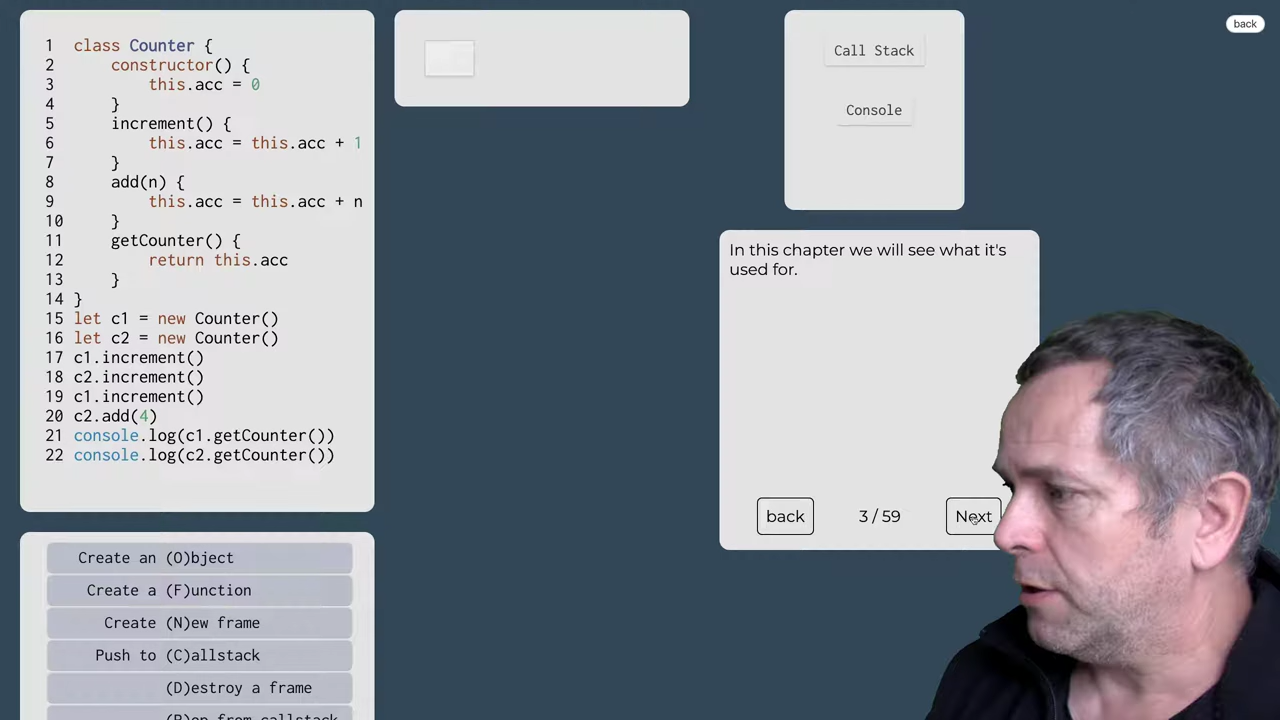 1 class Counter {
2 constructor() {
3 this.acc = 0
4 }
5 increment() {
6 this.acc = this.acc + 1
7 }
8 add(n) {
9 this.acc = this.acc + n
10 }
11 getCounter() {
12 return this.acc
13 }
14 }
15 let c1 = new Counter()
16 let c2 = new Counter()
17 c1.increment()
18 c2.increment()
19 c1.increment()
20 c2.add(4)
21 console.log(c1.getCounter())
22 console.log(c2.getCounter())
Create an (O)bject
Create a (F)unction
Create (N)ew frame
Push to (C)allstack
(D)estroy a frame
(P)op from callstack
Call Stack
Console
In this chapter we will see what it's
used for.
back
3 / 59
Next
back